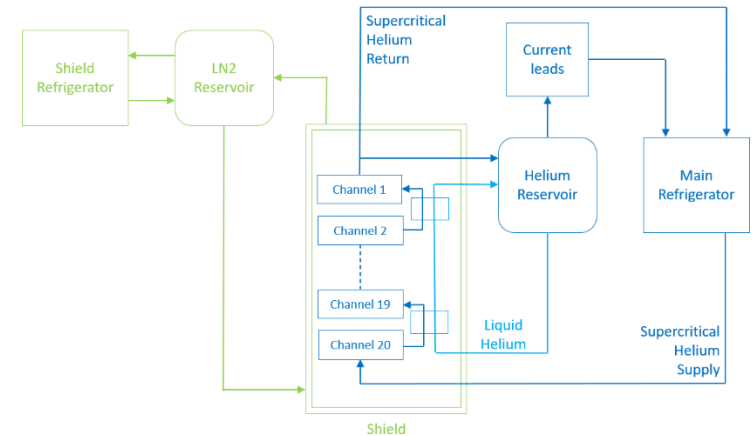 Supercritical
Helium
Return
Current
leads
Shield
Refrigerator
LN2
Reservoir
Helium
Reservoir
Main
Refrigerator
Channel 1
Channel 2
Channel 19
Channel 20
Liquid
Helium
Supercritical
Helium
Supply
Shield